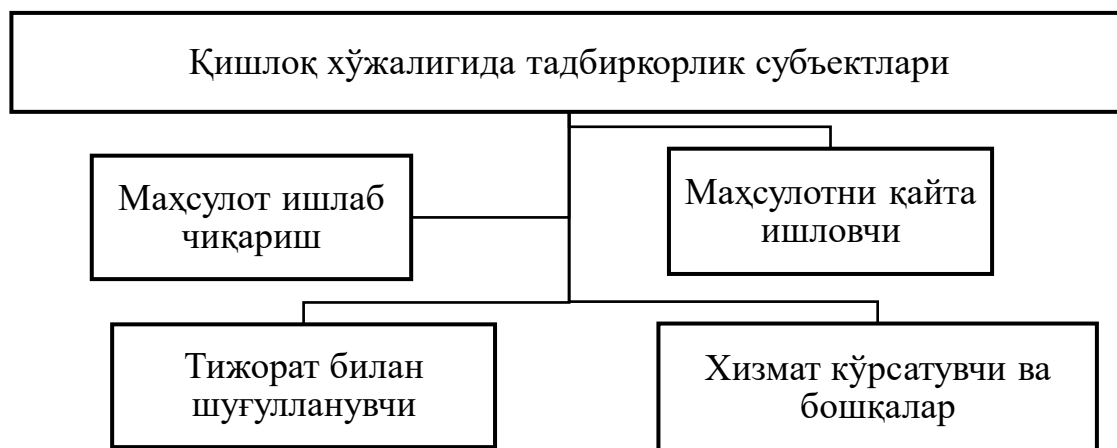 Қишлоқ хўжалигида тадбиркорлик субъектлари
Маҳсулот ишлаб
чиқариш
Маҳсулотни қайта
ишловчи
Тижорат билан
шуғулланувчи
Хизмат кўрсатувчи ва
бошқалар